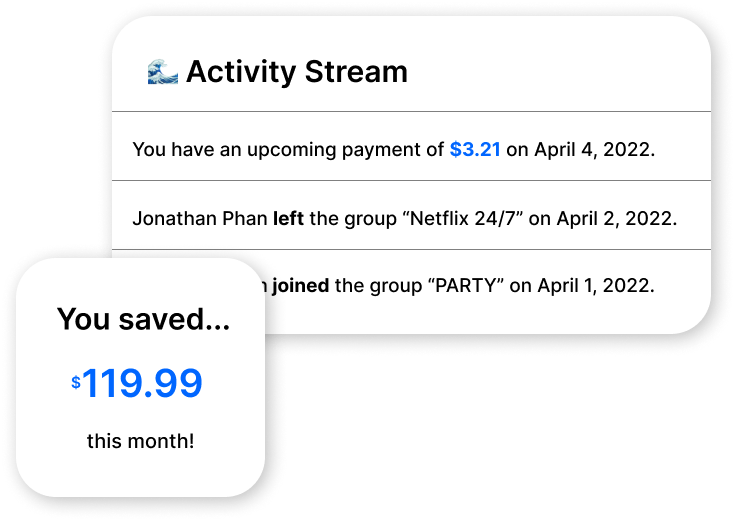 Activity Stream
You have an upcoming payment of $3.21 on April 4, 2022.
Jonathan Phan left the group “Netflix 24/7” on April 2, 2022.
joined the group “PARTY” on April 1, 2022.
You saved...
$119.99
this month!